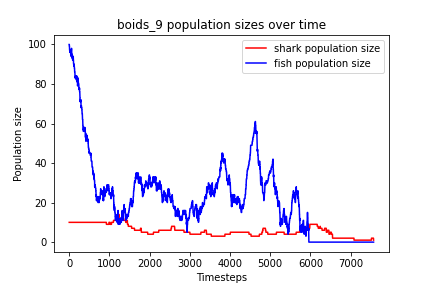 boids_9 population sizes over time
shark population size
fish population size
Population size
100
80
60
40
20
0
0 1000 2000 3000 4000 5000 6000 7000
Timesteps